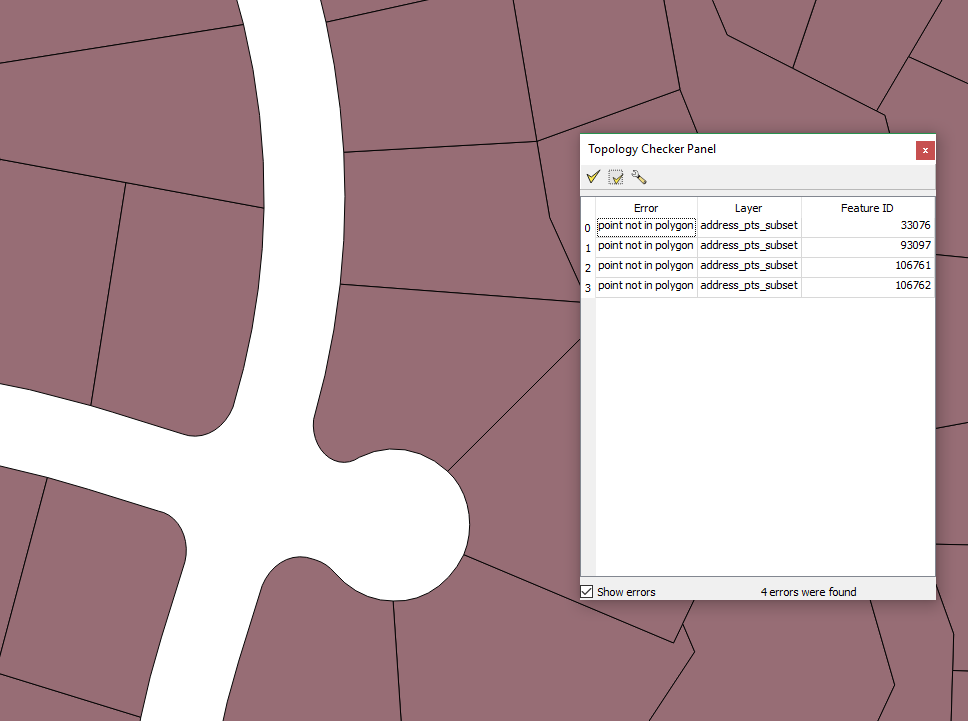 Topology Checker Panel
x
Error Layer Feature ID
0 point not in polygon address_pts_subset 33076
1 point not in polygon address_pts_subset 93097
2 point not in polygon address_pts_subset 106761
3 point not in polygon address_pts_subset 106762
Show errors 4 errors were found